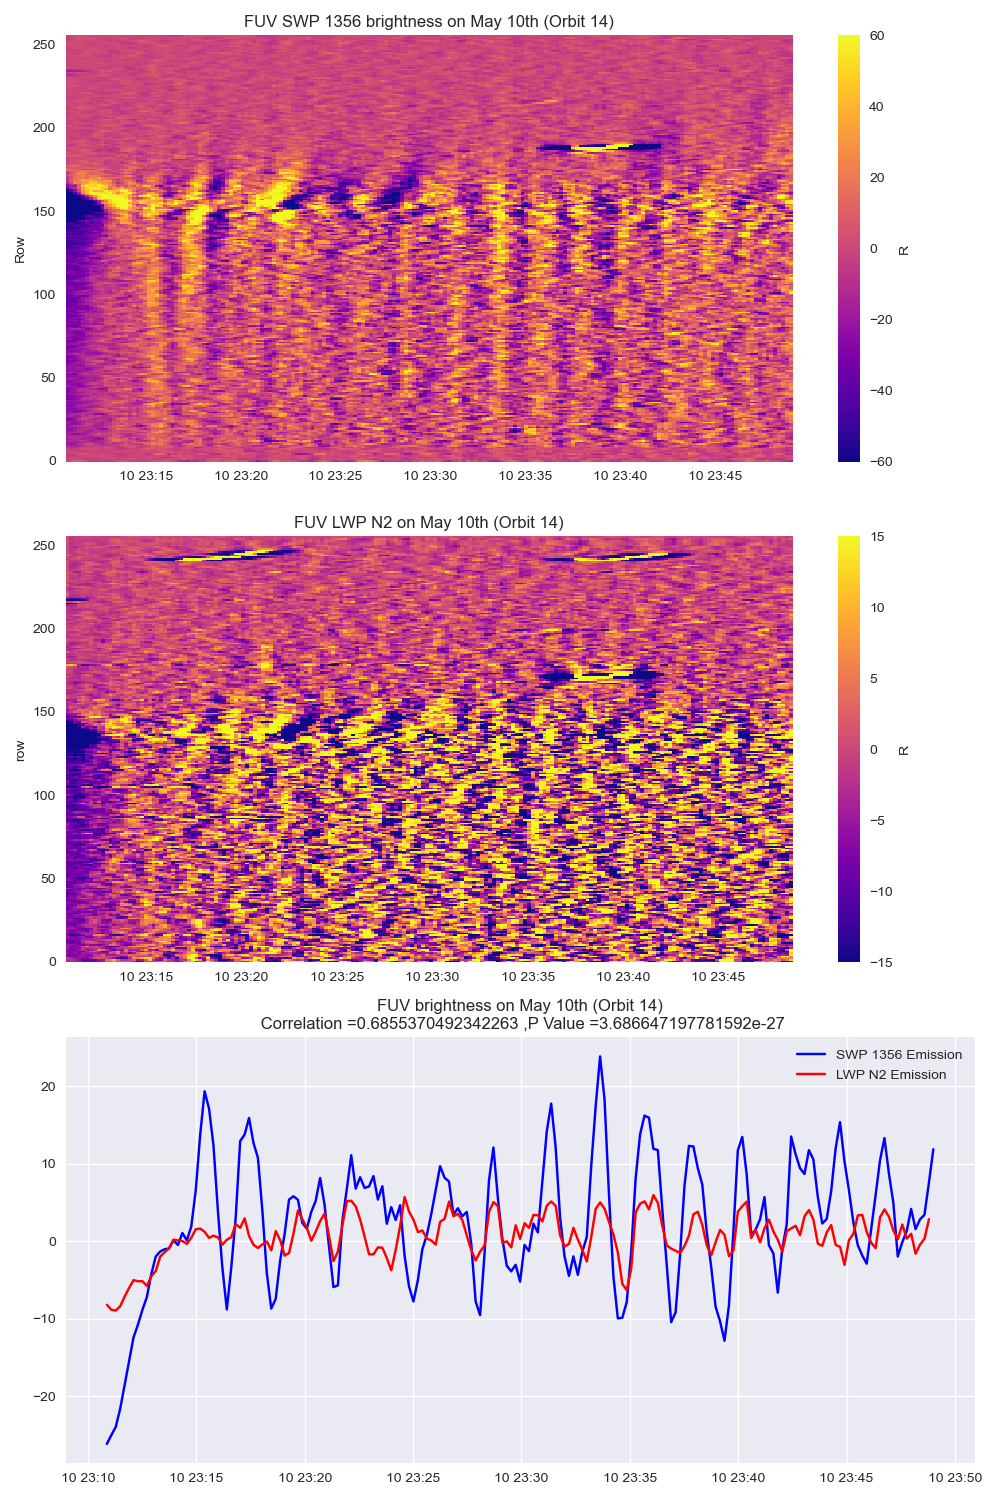 FUV SWP 1356 brightness on May 10th (Orbit 14)
250
200
150
100
50
0
Row
10 23:15 10 23:20 10 23:25 10 23:30 10 23:35 10 23:40 10 23:45
60
40
20
0
−20
−40
−60
R
FUV LWP N2 on May 10th (Orbit 14)
250
200
150
100
50
0
row
10 23:15 10 23:20 10 23:25 10 23:30 10 23:35 10 23:40 10 23:45
15
10
5
0
−5
−10
−15
R
FUV brightness on May 10th (Orbit 14)
Correlation =0.6855370492342263 ,P Value =3.686647197781592e-27
SWP 1356 Emission
LWP N2 Emission
20
10
0
−10
−20
10 23:10 10 23:15 10 23:20 10 23:25 10 23:30 10 23:35 10 23:40 10 23:45 10 23:50